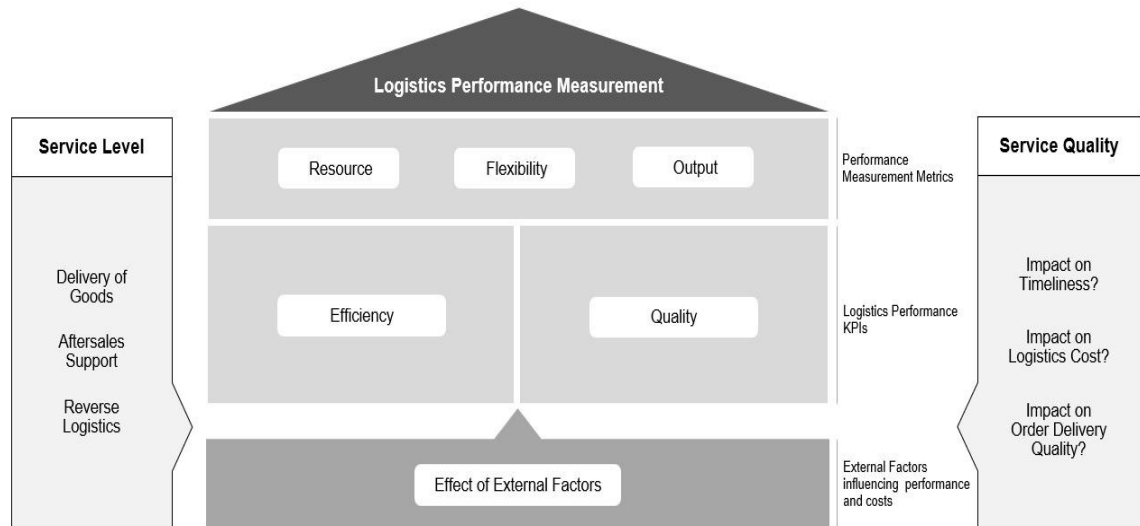 Logistics Performance Measurement
Service Level
Delivery of
Goods
Aftersales
Support
Reverse
Logistics
Resource
Flexibility
Output
Performance
Measurement Metrics
Efficiency
Quality
Logistics Performance
KPIs
Effect of External Factors
External Factors
influencing performance
and costs
Service Quality
Impact on
Timeliness?
Impact on
Logistics Cost?
Impact on
Order Delivery
Quality?